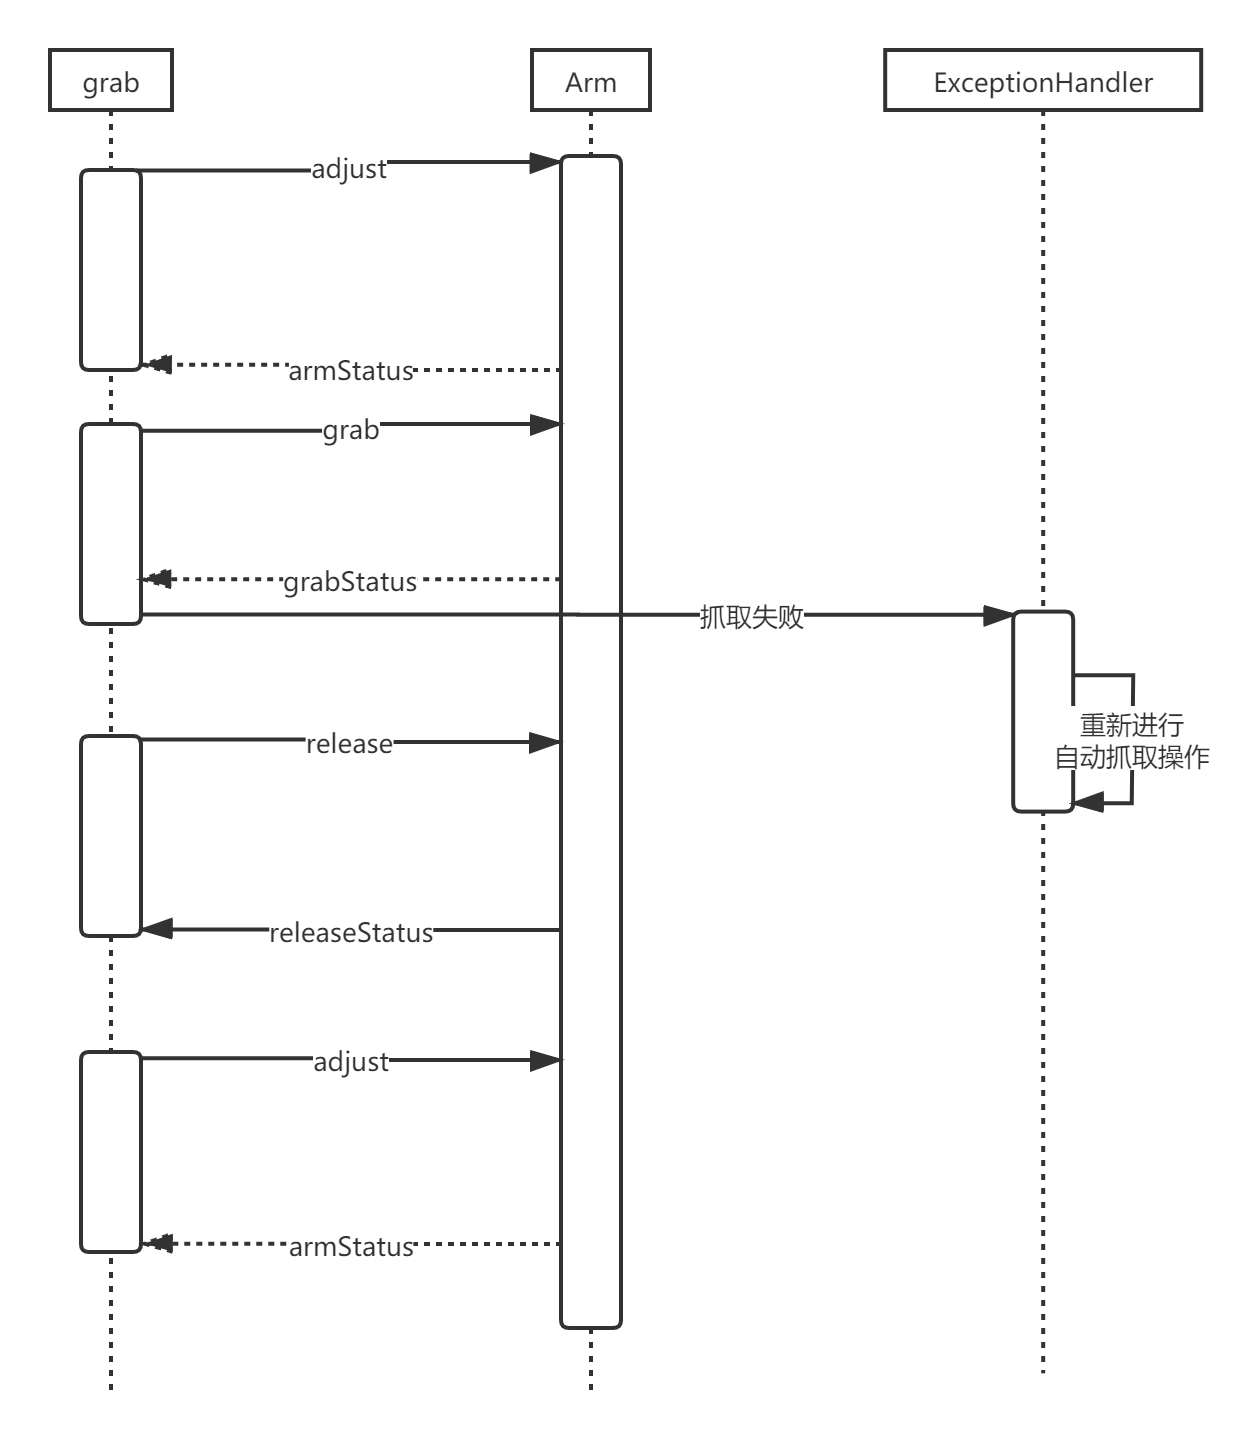 grab
Arm
ExceptionHandler
adjust
armStatus
grab
grabStatus
抓取失败
重新进行
自动抓取操作
release
releaseStatus
adjust
armStatus